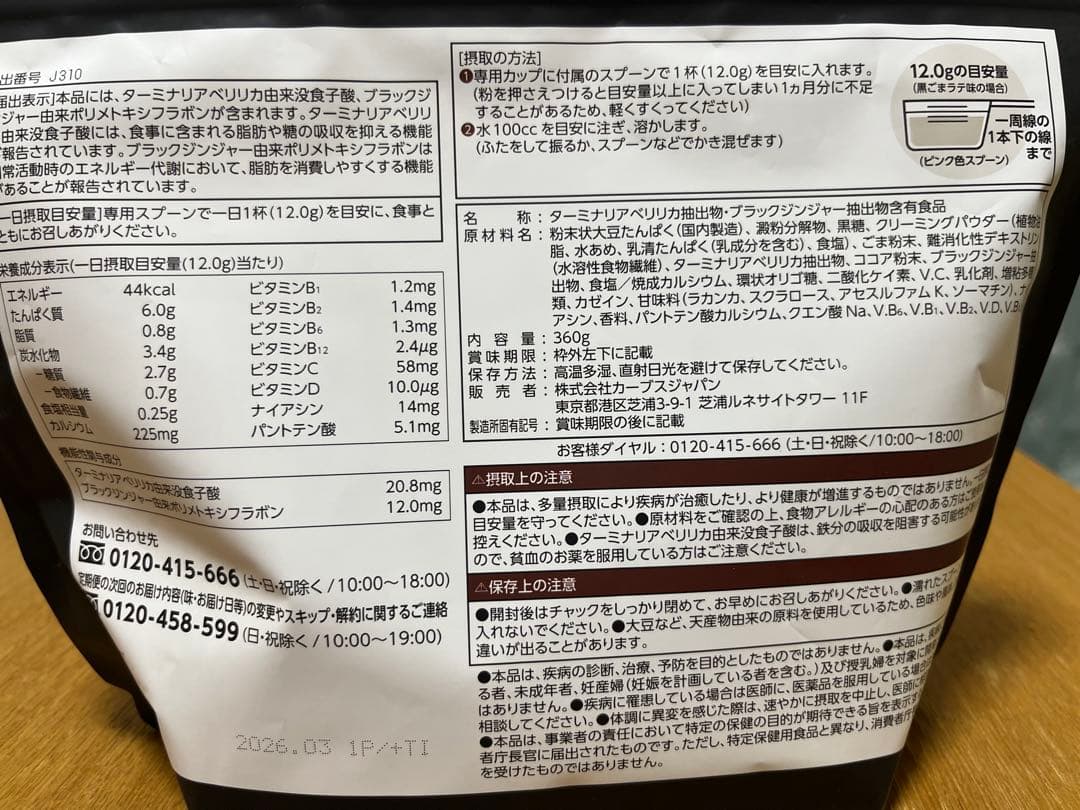 出番号 J310
届出表示]本品には、ターミナリアベリリカ由来没食子酸、ブラックジ
ジャー由来ポリメトキシフラボンが含まれます。ターミナリアベリリ
由来没食子酸には、食事に含まれる脂肪や糖の吸収を抑える機能
報告されています。ブラックジンジャー由来ポリメトキシフラボンは
常活動時のエネルギー代謝において、脂肪を消費しやすくする機能
があることが報告されています。
一日摂取目安量]専用スプーンで一日1杯(12.0g)を目安に、食事と
ともにお召しあがりください。
栄養成分表示(一日摂取目安量(12.0g)当たり)
エネルギー 44kcal ビタミンB1 1.2mg
たんぱく質 6.0g ビタミンB2 1.4mg
脂質 0.8g ビタミンB6 1.3mg
炭水化物 3.4g ビタミンB12 2.4μg
-糖質 2.7g ビタミンC 58mg
-食物繊維 0.7g ビタミンD 10.0μg
食塩相当量 0.25g ナイアシン 14mg
カルシウム 225mg パントテン酸 5.1mg
機能性関与成分
ターミナリアベリリカ由来没食子酸 20.8mg
ブラックジンジャー由来ポリメトキシフラボン 12.0mg
お問い合わせ先
0120-415-666 (土・日・祝除く/10:00〜18:00)
定期便の次回のお届け内容(味・お届け日等)の変更やスキップ・解約に関するご連絡
0120-458-599 (日・祝除く/10:00〜19:00)
2026.03 1P/+TI
[摂取の方法]
❶専用カップに付属のスプーンで1杯(12.0g)を目安に入れます。
(粉を押さえつけると目安量以上に入ってしまい1ヵ月分に不足
することがあるため、軽くすくってください)
❷水100ccを目安に注ぎ、溶かします。
(ふたをして振るか、スプーンなどでかき混ぜます)
12.0gの目安量
(黒ごまラテ味の場合)
一周線の
1本下の線
まで
(ピンク色スプーン)
名称:ターミナリアベリリカ抽出物・ブラックジンジャー抽出物含有食品
原材料名:粉末状大豆たんぱく(国内製造)、澱粉分解物、黒糖、クリーミングパウダー(植物油
脂、水あめ、乳清たんぱく(乳成分を含む)、食塩)、ごま粉末、難消化性デキストリン
(水溶性食物繊維)、ターミナリアベリリカ抽出物、ココア粉末、ブラックジンジャー抽
出物、食塩/焼成カルシウム、環状オリゴ糖、二酸化ケイ素、V.C、乳化剤、増粘多糖
類、カゼイン、甘味料(ラカンカ、スクラロース、アセスルファムK、ソーマチン)、ナ
アシン、香料、パントテン酸カルシウム、クエン酸Na、V.B6、V.B1、V.B2、V.D、V.B
内容量:360g
賞味期限:枠外左下に記載
保存方法:高温多湿、直射日光を避けて保存してください。
販売者:株式会社カーブスジャパン
東京都港区芝浦3-9-1 芝浦ルネサイトタワー 11F
製造所固有記号:賞味期限の後に記載
お客様ダイヤル:0120-415-666 (土・日・祝除く/10:00〜18:00)
⚠摂取上の注意
●本品は、多量摂取により疾病が治癒したり、より健康が増進するものではありません。一日
目安量を守ってください。●原材料をご確認の上、食物アレルギーの心配のある方はご
控えください。●ターミナリアベリリカ由来没食子酸は、鉄分の吸収を阻害する可能性が
ので、貧血のお薬を服用している方はご注意ください。
⚠保存上の注意
●開封後はチャックをしっかり閉めて、お早めにお召しあがりください。●濡れたスプ
入れないでください。●大豆など、天産物由来の原料を使用しているため、色味や
違いが出ることがあります。
●本品は、疾病の診断、治療、予防を目的としたものではありません。●本品は、疾病
る者、未成年者、妊産婦(妊娠を計画している者を含む。)及び授乳婦を対象に開
はありません。●疾病に罹患している場合は医師に、医薬品を服用している場合
相談してください。●体調に異変を感じた際は、速やかに摂取を中止し、医師に
●本品は、事業者の責任において特定の保健の目的が期待できる旨を表示
者庁長官に届出されたものです。ただし、特定保健用食品と異なり、消費者庁
を受けたものではありません。